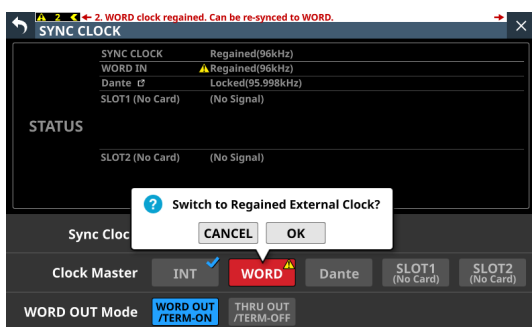 2 2. WORD clock regained. Can be re-synced to WORD.
SYNC CLOCK
SYNC CLOCK Regained(96kHz)
WORD IN Regained(96kHz)
Dante Locked(95.998kHz)
SLOT1 (No Card) (No Signal)
STATUS
SLOT2 (No Card) (No Signal)
Switch to Regained External Clock?
CANCEL OK
Sync Cloc
Clock Master INT WORD Dante SLOT1 (No Card) SLOT2 (No Card)
WORD OUT Mode WORD OUT /TERM-ON THRU OUT /TERM-OFF